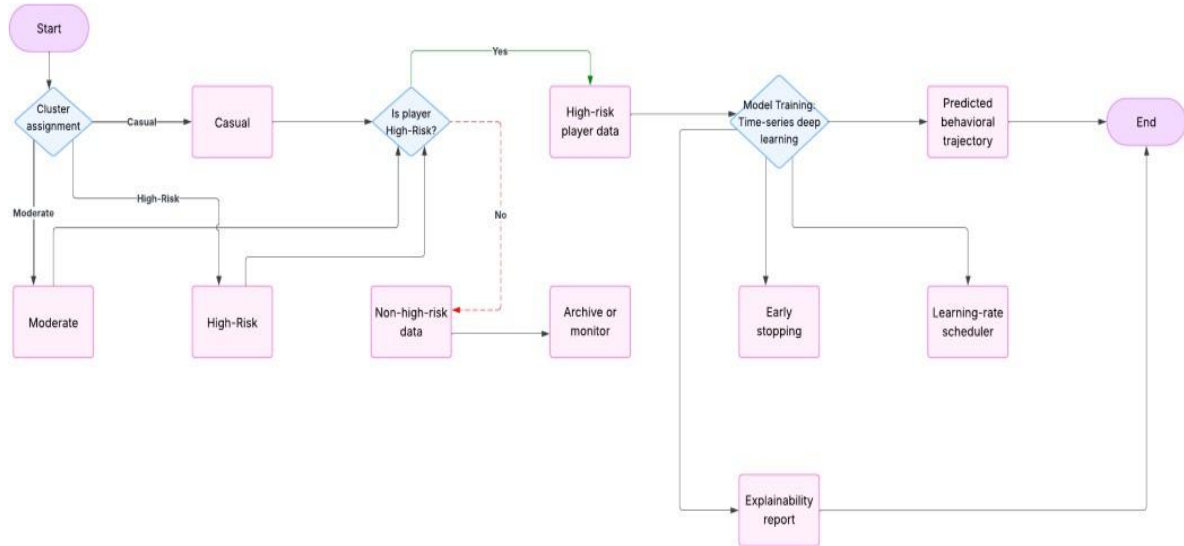 Start
Yes
Cluster
assignment
Casual
Casual
Is player
High-Risk?
High-risk
player data
Model Training:
Time-series deep
learning
Predicted
behavioral
trajectory
End
High-Risk
Moderate
No
Moderate
High-Risk
Non-high-risk
data
Archive or
monitor
Early
stopping
Learning-rate
scheduler
Explainability
report